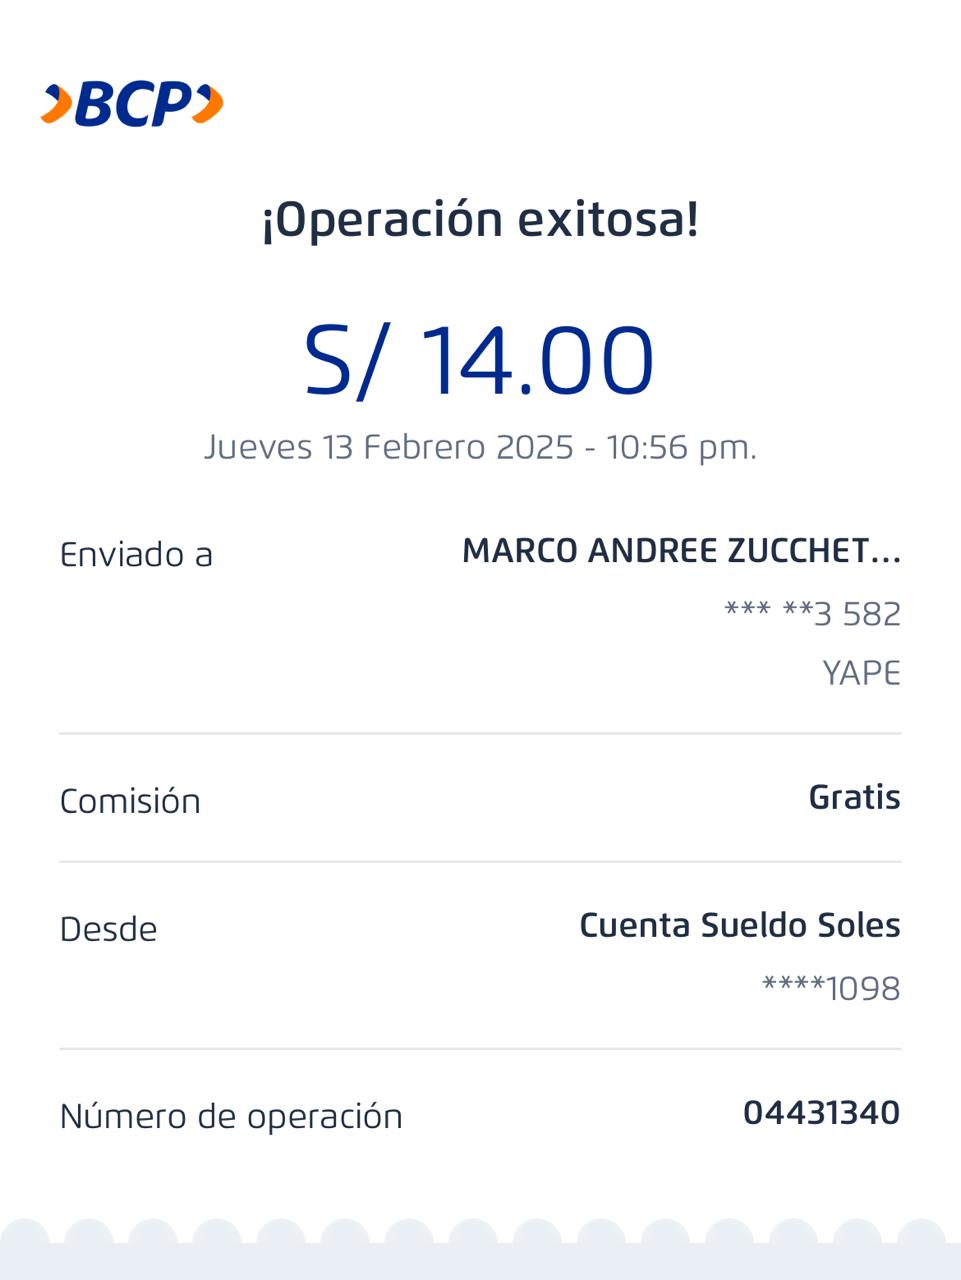 BCP
¡Operación exitosa!
S/ 14.00
Jueves 13 Febrero 2025 - 10:56 pm.
Enviado a MARCO ANDREE ZUCCHET...
*** **3 582
YAPE
Comisión Gratis
Desde Cuenta Sueldo Soles
****1098
Número de operación 04431340